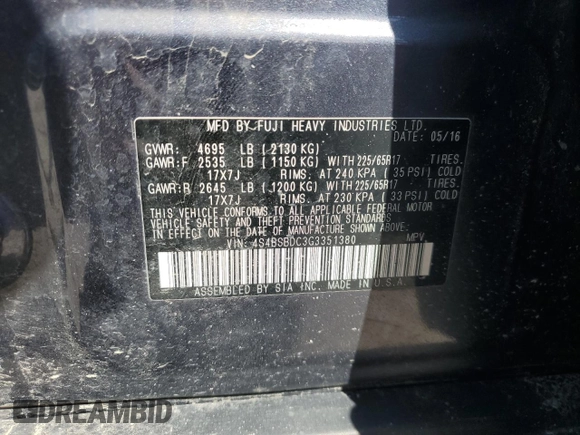 MFD BY FUJI HEAVY INDUSTRIES LTD.
DATE: 05/16
GVWR: 4695 LB (2130 KG)
GAWR:F 2535 LB (1150 KG) WITH 225/65R17 TIRES.
17X7J RIMS. AT 240 KPA (35 PSI) COLD
GAWR:R 2645 LB (1200 KG) WITH 225/65R17 TIRES.
17X7J RIMS. AT 230 KPA (33 PSI) COLD
THIS VEHICLE CONFORMS TO ALL APPLICABLE FEDERAL MOTOR
VEHICLE SAFETY AND THEFT PREVENTION STANDARDS
IN EFFECT ON THE DATE OF MANUFACTURE SHOWN ABOVE.
VIN: 4S4BSBDC3G3351380 MPV
ASSEMBLED BY SIA INC. MADE IN U.S.A.
DREAMBID